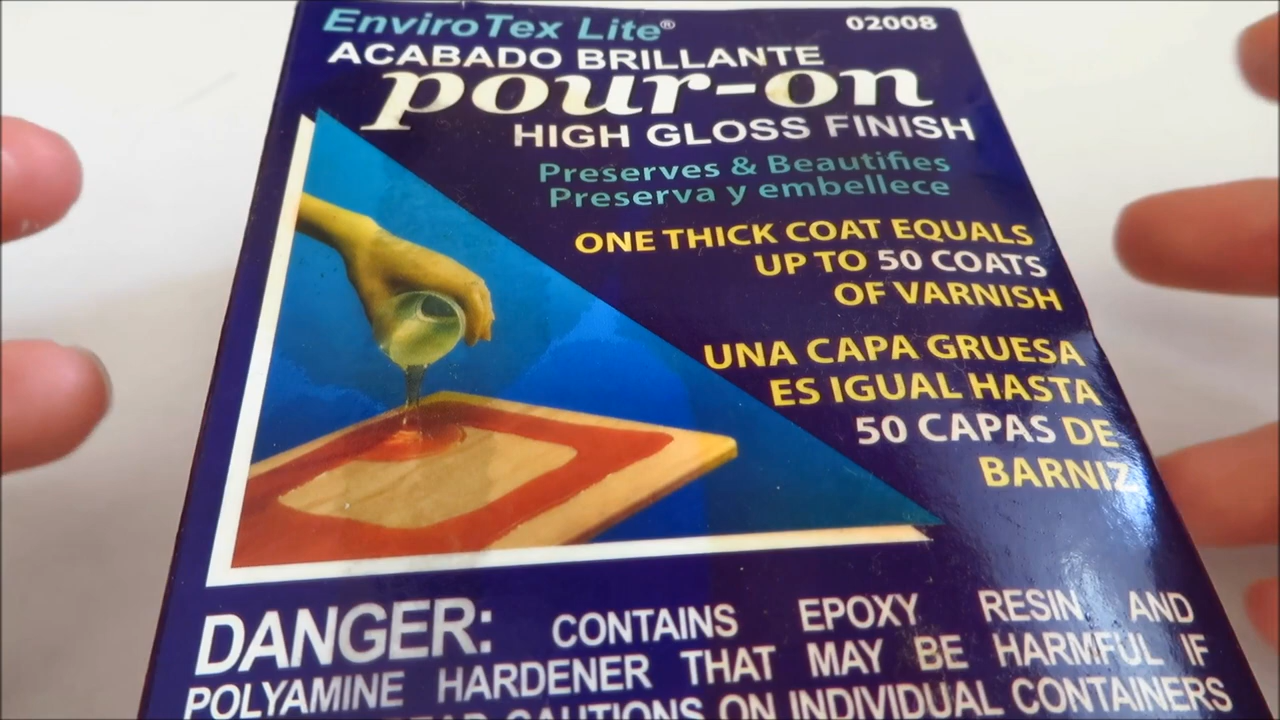 EnviroTex Lite®
02008
ACABADO BRILLANTE
pour-on
HIGH GLOSS FINISH
Preserves & Beautifies
Preserva y embellece
ONE THICK COAT EQUALS
UP TO 50 COATS
OF VARNISH
UNA CAPA GRUESA
ES IGUAL HASTA
50 CAPAS DE
BARNIZ
DANGER: CONTAINS EPOXY RESIN AND
POLYAMINE HARDENER THAT MAY BE HARMFUL IF
CAUTIONS ON INDIVIDUAL CONTAINERS